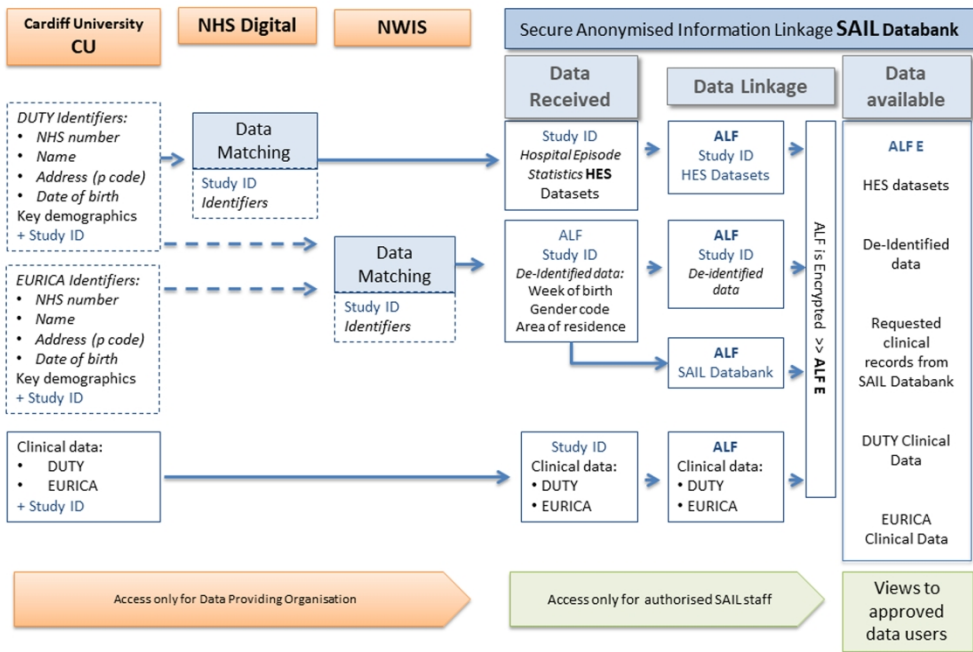 Cardiff University
CU
NHS Digital
NWIS
Secure Anonymised Information Linkage SAIL Databank
Data
Received
Data Linkage
Data
available
DUTY Identifiers:
• NHS number
• Name
• Address (p code)
• Date of birth
Key demographics
+ Study ID
Data
Matching
Study ID
Identifiers
Study ID
Hospital Episode
Statistics HES
Datasets
ALF
Study ID
HES Datasets
EURICA Identifiers:
• NHS number
• Name
• Address (p code)
• Date of birth
Key demographics
+ Study ID
Data
Matching
Study ID
Identifiers
ALF
Study ID
De-Identified data:
Week of birth
Gender code
Area of residence
ALF
Study ID
De-identified
data
ALF
SAIL Databank
Clinical data:
• DUTY
• EURICA
+ Study ID
Study ID
Clinical data:
• DUTY
• EURICA
ALF
Clinical data:
• DUTY
• EURICA
ALF is Encrypted >> ALF E
ALF E
HES datasets
De-Identified
data
Requested
clinical
records from
SAIL Databank
DUTY Clinical
Data
EURICA
Clinical Data
Access only for Data Providing Organisation
Access only for authorised SAIL staff
Views to
approved
data users